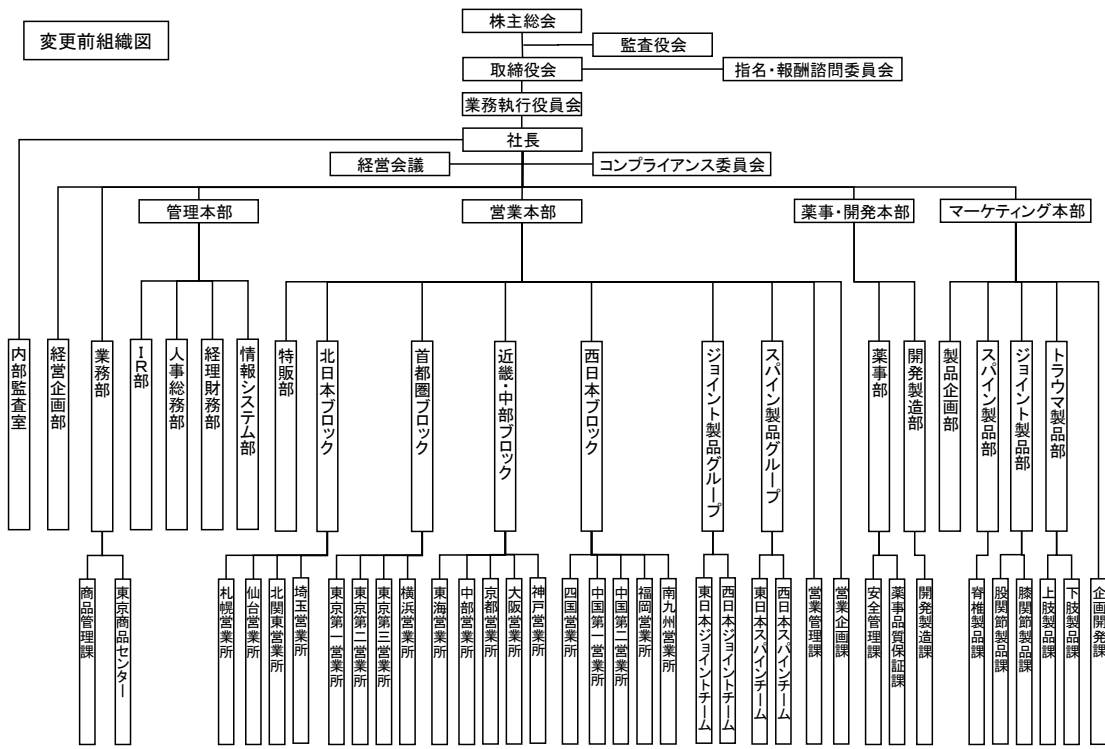 変更前組織図
株主総会
監査役会
取締役会
指名・報酬諮問委員会
業務執行役員会
社長
経営会議
コンプライアンス委員会
管理本部
営業本部
薬事・開発本部
マーケティング本部
内部監査室
経営企画部
業務部
IR部
人事総務部
経理財務部
情報システム部
特販部
北日本ブロック
首都圏ブロック
近畿・中部ブロック
西日本ブロック
ジョイント製品グループ
スパイン製品グループ
薬事部
開発製造部
製品企画部
スパイン製品部
ジョイント製品部
トラウマ製品部
商品管理課
東京商品センター
札幌営業所
仙台営業所
北関東営業所
埼玉営業所
東京第一営業所
東京第二営業所
東京第三営業所
横浜営業所
東海営業所
中部営業所
京都営業所
大阪営業所
神戸営業所
四国営業所
中国第一営業所
中国第二営業所
福岡営業所
南九州営業所
東日本ジョイントチーム
西日本ジョイントチーム
東日本スパインチーム
西日本スパインチーム
営業管理課
営業企画課
安全管理課
薬事品質保証課
開発製造課
脊椎製品課
股関節製品課
膝関節製品課
上肢製品課
下肢製品課
企画開発課